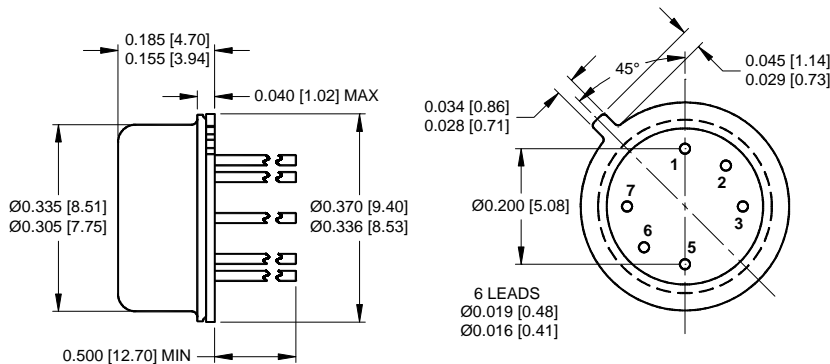 0.185 [4.70]
0.155 [3.94]
0.040 [1.02] MAX
Ø0.335 [8.51]
Ø0.305 [7.75]
Ø0.370 [9.40]
Ø0.336 [8.53]
0.500 [12.70] MIN
45°
0.045 [1.14]
0.029 [0.73]
0.034 [0.86]
0.028 [0.71]
Ø0.200 [5.08]
1
2
3
5
6
7
6 LEADS
Ø0.019 [0.48]
Ø0.016 [0.41]